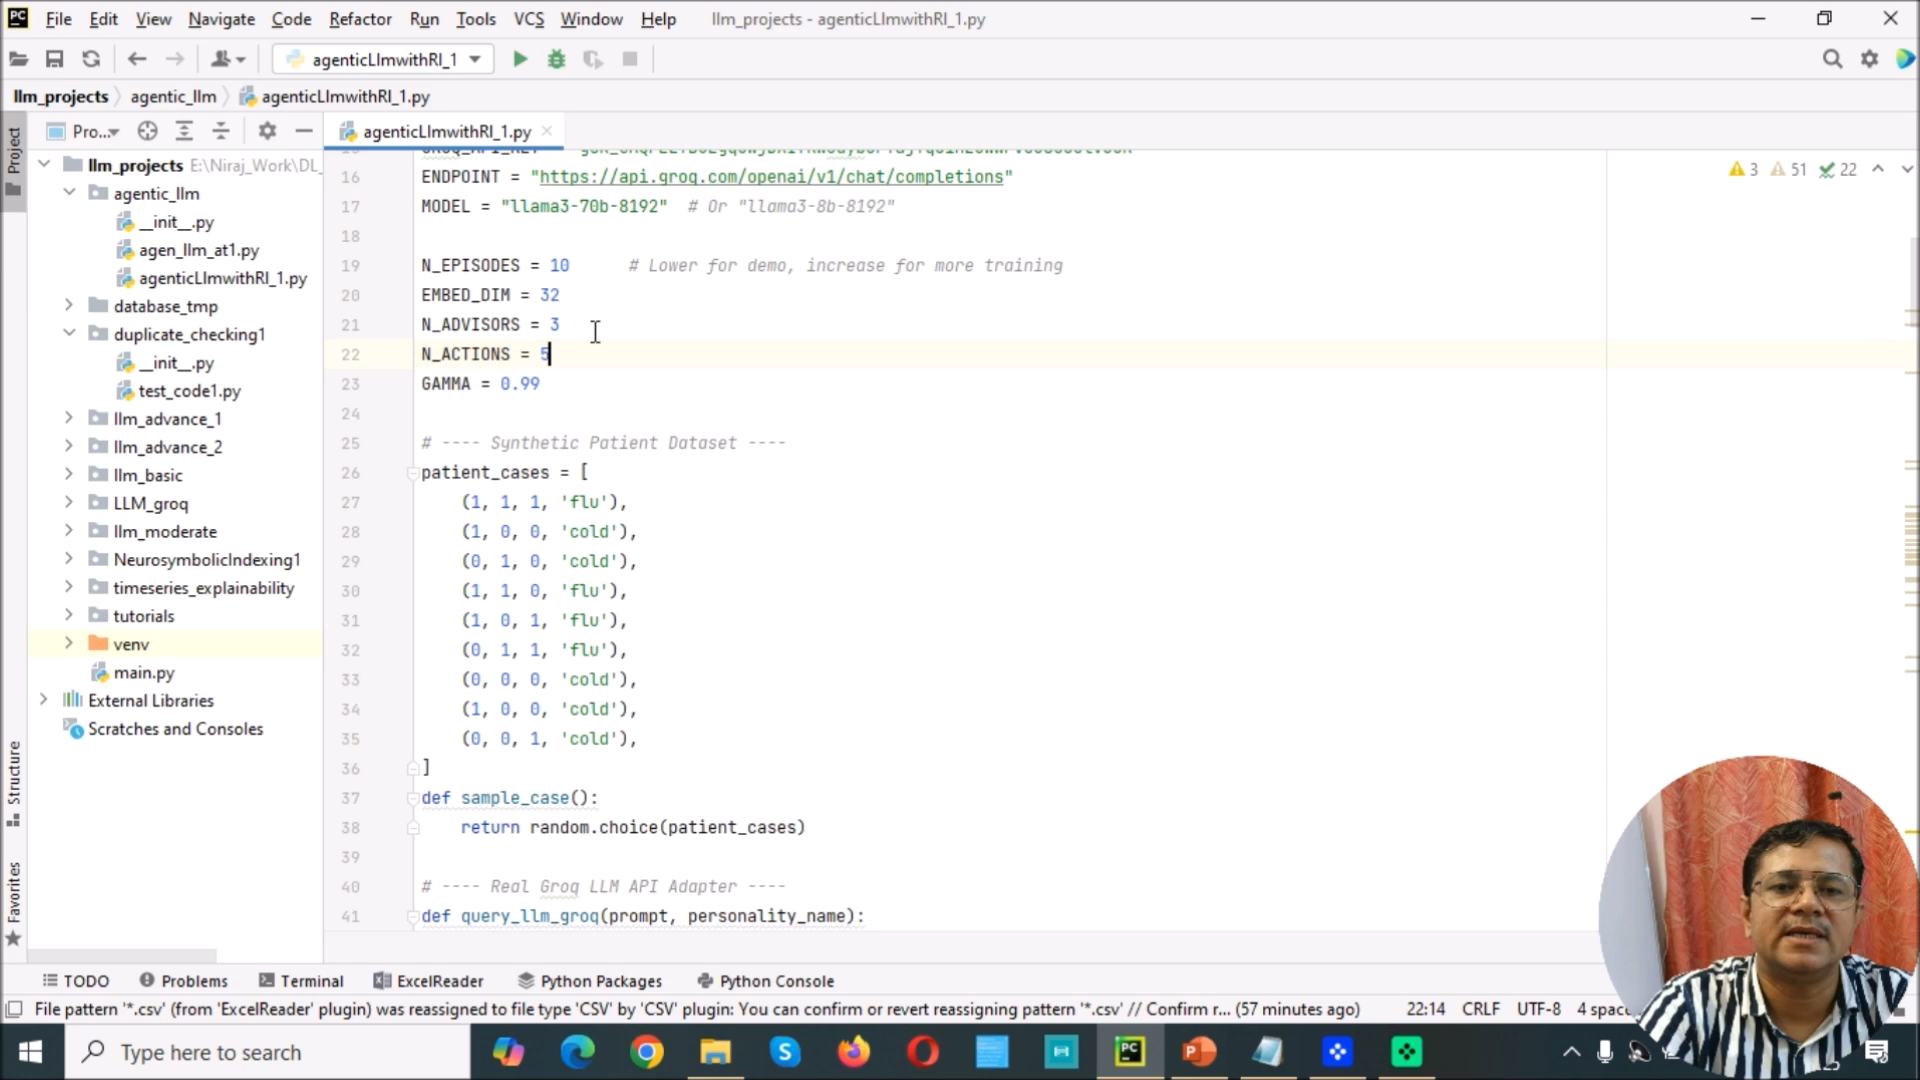 PC File Edit View Navigate Code Refactor Run Tools VCS Window Help llm_projects - agenticLlmwithRl_1.py
agenticLlmwithRl_1
llm_projects agentic_llm agenticLlmwithRl_1.py
Project
Pro...
agenticLlmwithRl_1.py
llm_projects E:\Niraj_Work\DL_
agentic_llm
__init__.py
agen_llm_at1.py
agenticLlmwithRl_1.py
database_tmp
duplicate_checking1
__init__.py
test_code1.py
llm_advance_1
llm_advance_2
llm_basic
LLM_groq
llm_moderate
NeurosymbolicIndexing1
timeseries_explainability
tutorials
venv
main.py
External Libraries
Scratches and Consoles
Structure
Favorites
3 51 22
16 ENDPOINT = "https://api.groq.com/openai/v1/chat/completions"
17 MODEL = "llama3-70b-8192" # Or "llama3-8b-8192"
18
19 N_EPISODES = 10 # Lower for demo, increase for more training
20 EMBED_DIM = 32
21 N_ADVISORS = 3
22 N_ACTIONS = 5
23 GAMMA = 0.99
24
25 # ---- Synthetic Patient Dataset ----
26 patient_cases = [
27 (1, 1, 1, 'flu'),
28 (1, 0, 0, 'cold'),
29 (0, 1, 0, 'cold'),
30 (1, 1, 0, 'flu'),
31 (1, 0, 1, 'flu'),
32 (0, 1, 1, 'flu'),
33 (0, 0, 0, 'cold'),
34 (1, 0, 0, 'cold'),
35 (0, 0, 1, 'cold'),
36 ]
37 def sample_case():
38 return random.choice(patient_cases)
39
40 # ---- Real Groq LLM API Adapter ----
41 def query_llm_groq(prompt, personality_name):
TODO Problems Terminal ExcelReader Python Packages Python Console
File pattern '*.csv' (from 'ExcelReader' plugin) was reassigned to file type 'CSV' by 'CSV' plugin: You can confirm or revert reassigning pattern '*.csv' // Confirm r... (57 minutes ago) 22:14 CRLF UTF-8 4 spac
Type here to search